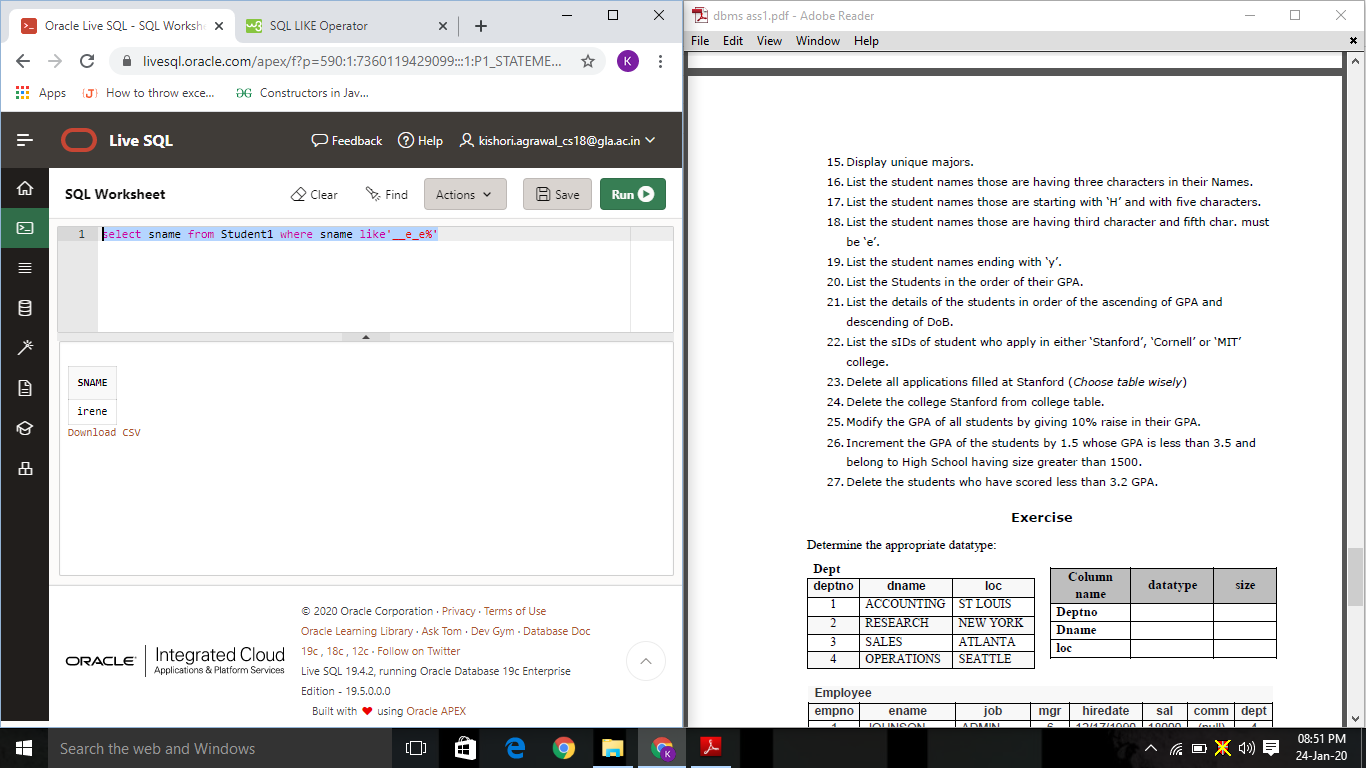 Oracle Live SQL - SQL Workshe
SQL LIKE Operator
livesql.oracle.com/apex/f?p=590:1:7360119429099:::1:P1_STATEME...
K
Apps
How to throw exce...
Constructors in Jav...
Live SQL
Feedback
Help
kishori.agrawal_cs18@gla.ac.in
SQL Worksheet
Clear
Find
Actions
Save
Run
1 select sname from Student1 where sname like'__e_e%'
SNAME
irene
Download CSV
© 2020 Oracle Corporation · Privacy · Terms of Use
Oracle Learning Library · Ask Tom · Dev Gym · Database Doc
19c , 18c , 12c · Follow on Twitter
Live SQL 19.4.2, running Oracle Database 19c Enterprise
Edition - 19.5.0.0.0
Built with ❤ using Oracle APEX
ORACLE
Integrated Cloud
Applications & Platform Services
dbms ass1.pdf - Adobe Reader
File Edit View Window Help
15. Display unique majors.
16. List the student names those are having three characters in their Names.
17. List the student names those are starting with ‘H’ and with five characters.
18. List the student names those are having third character and fifth char. must
be ‘e’.
19. List the student names ending with ‘y’.
20. List the Students in the order of their GPA.
21. List the details of the students in order of the ascending of GPA and
descending of DoB.
22. List the sIDs of student who apply in either ‘Stanford’, ‘Cornell’ or ‘MIT’
college.
23. Delete all applications filled at Stanford (Choose table wisely)
24. Delete the college Stanford from college table.
25. Modify the GPA of all students by giving 10% raise in their GPA.
26. Increment the GPA of the students by 1.5 whose GPA is less than 3.5 and
belong to High School having size greater than 1500.
27. Delete the students who have scored less than 3.2 GPA.
Exercise
Determine the appropriate datatype:
Dept
deptno dname loc
1 ACCOUNTING ST LOUIS
2 RESEARCH NEW YORK
3 SALES ATLANTA
4 OPERATIONS SEATTLE
Column name datatype size
Deptno
Dname
loc
Employee
empno ename job mgr hiredate sal comm dept
1 JOHNSON ADMIN 6 12/17/1990 18000 (null) 4
Search the web and Windows
K
08:51 PM
24-Jan-20